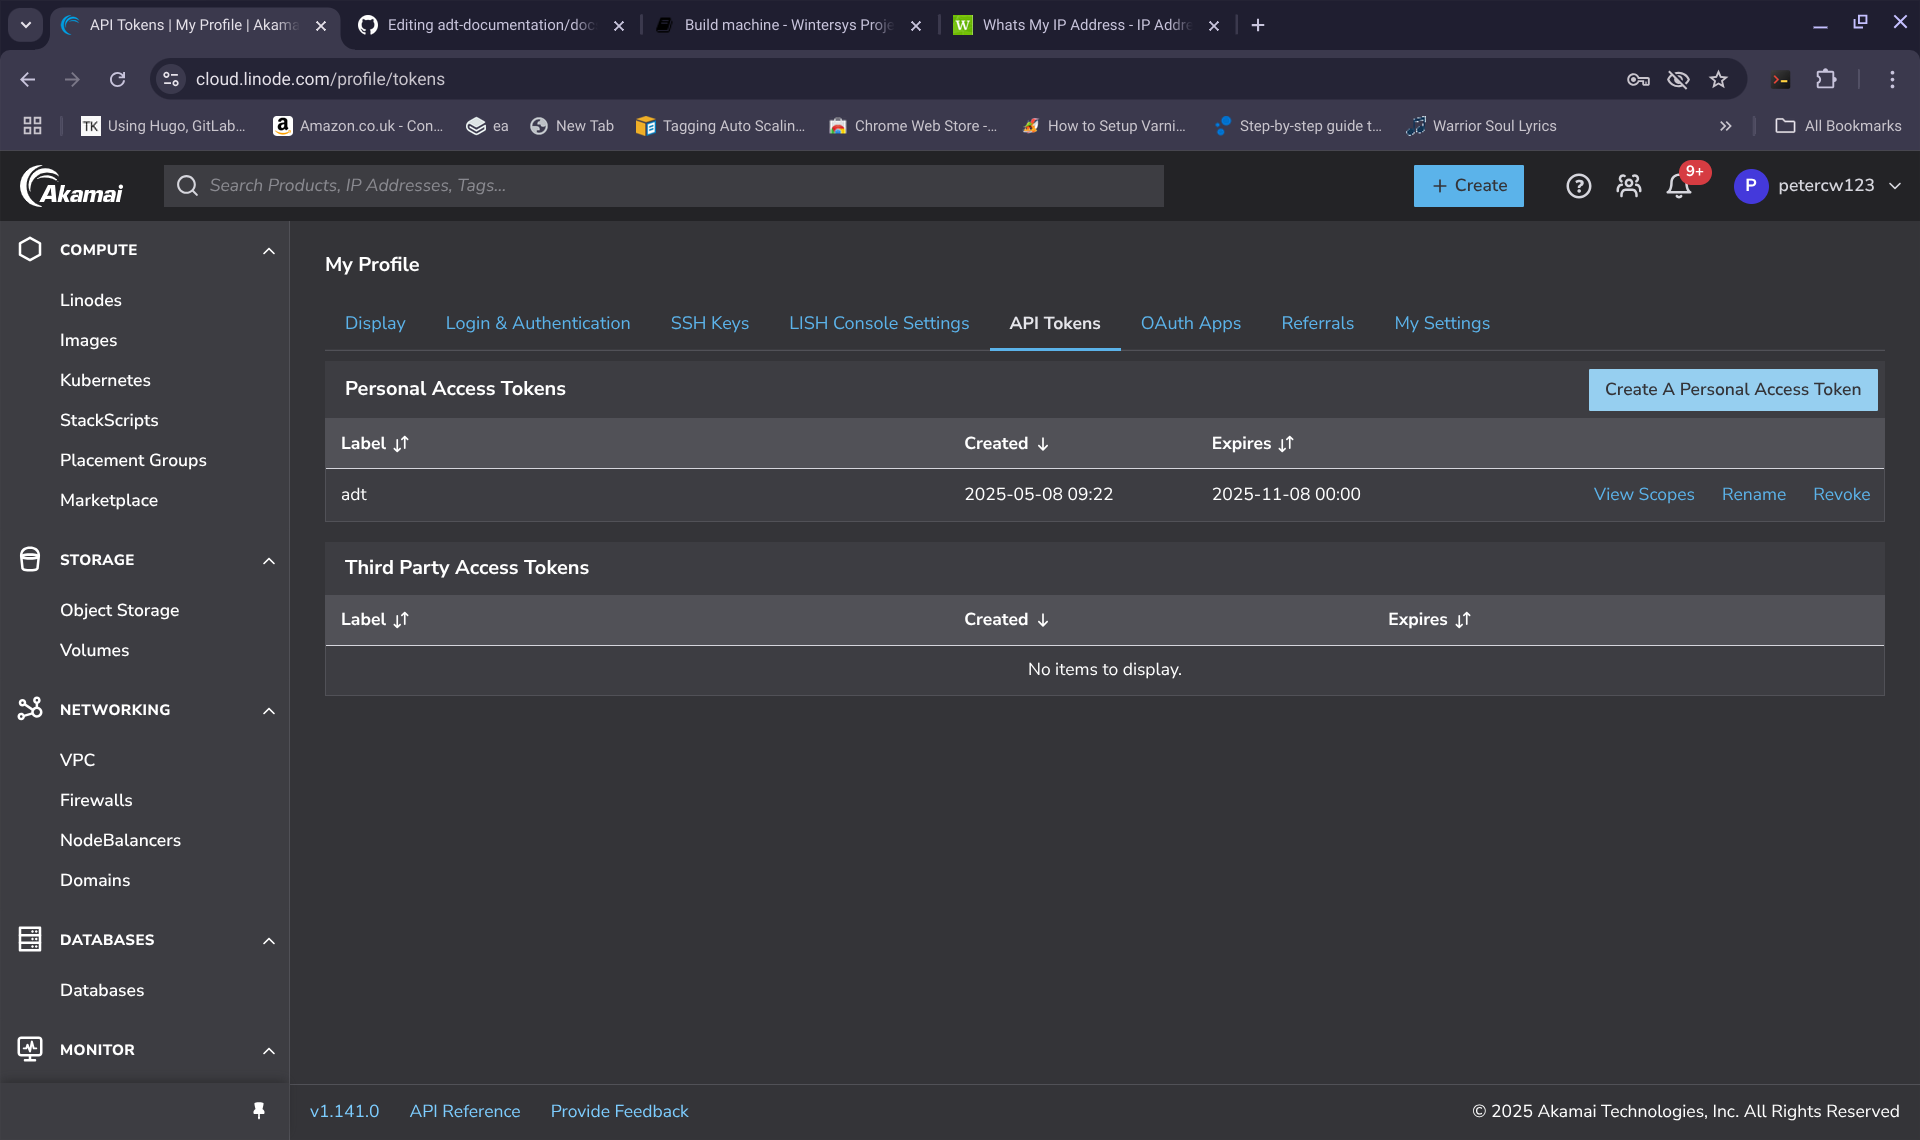 API Tokens | My Profile | Akama
Editing adt-documentation/doc
Build machine - Wintersys Proje
Whats My IP Address - IP Addre
cloud.linode.com/profile/tokens
Using Hugo, GitLab...
Amazon.co.uk - Con...
ea
New Tab
Tagging Auto Scalin...
Chrome Web Store -...
How to Setup Varni...
Step-by-step guide t...
Warrior Soul Lyrics
All Bookmarks
Akamai
Search Products, IP Addresses, Tags...
+ Create
9+
P
petercw123
COMPUTE
Linodes
Images
Kubernetes
StackScripts
Placement Groups
Marketplace
STORAGE
Object Storage
Volumes
NETWORKING
VPC
Firewalls
NodeBalancers
Domains
DATABASES
Databases
MONITOR
My Profile
Display
Login & Authentication
SSH Keys
LISH Console Settings
API Tokens
OAuth Apps
Referrals
My Settings
Personal Access Tokens
Create A Personal Access Token
Label Created Expires
adt 2025-05-08 09:22 2025-11-08 00:00 View Scopes Rename Revoke
Third Party Access Tokens
Label Created Expires
No items to display.
v1.141.0 API Reference Provide Feedback
© 2025 Akamai Technologies, Inc. All Rights Reserved